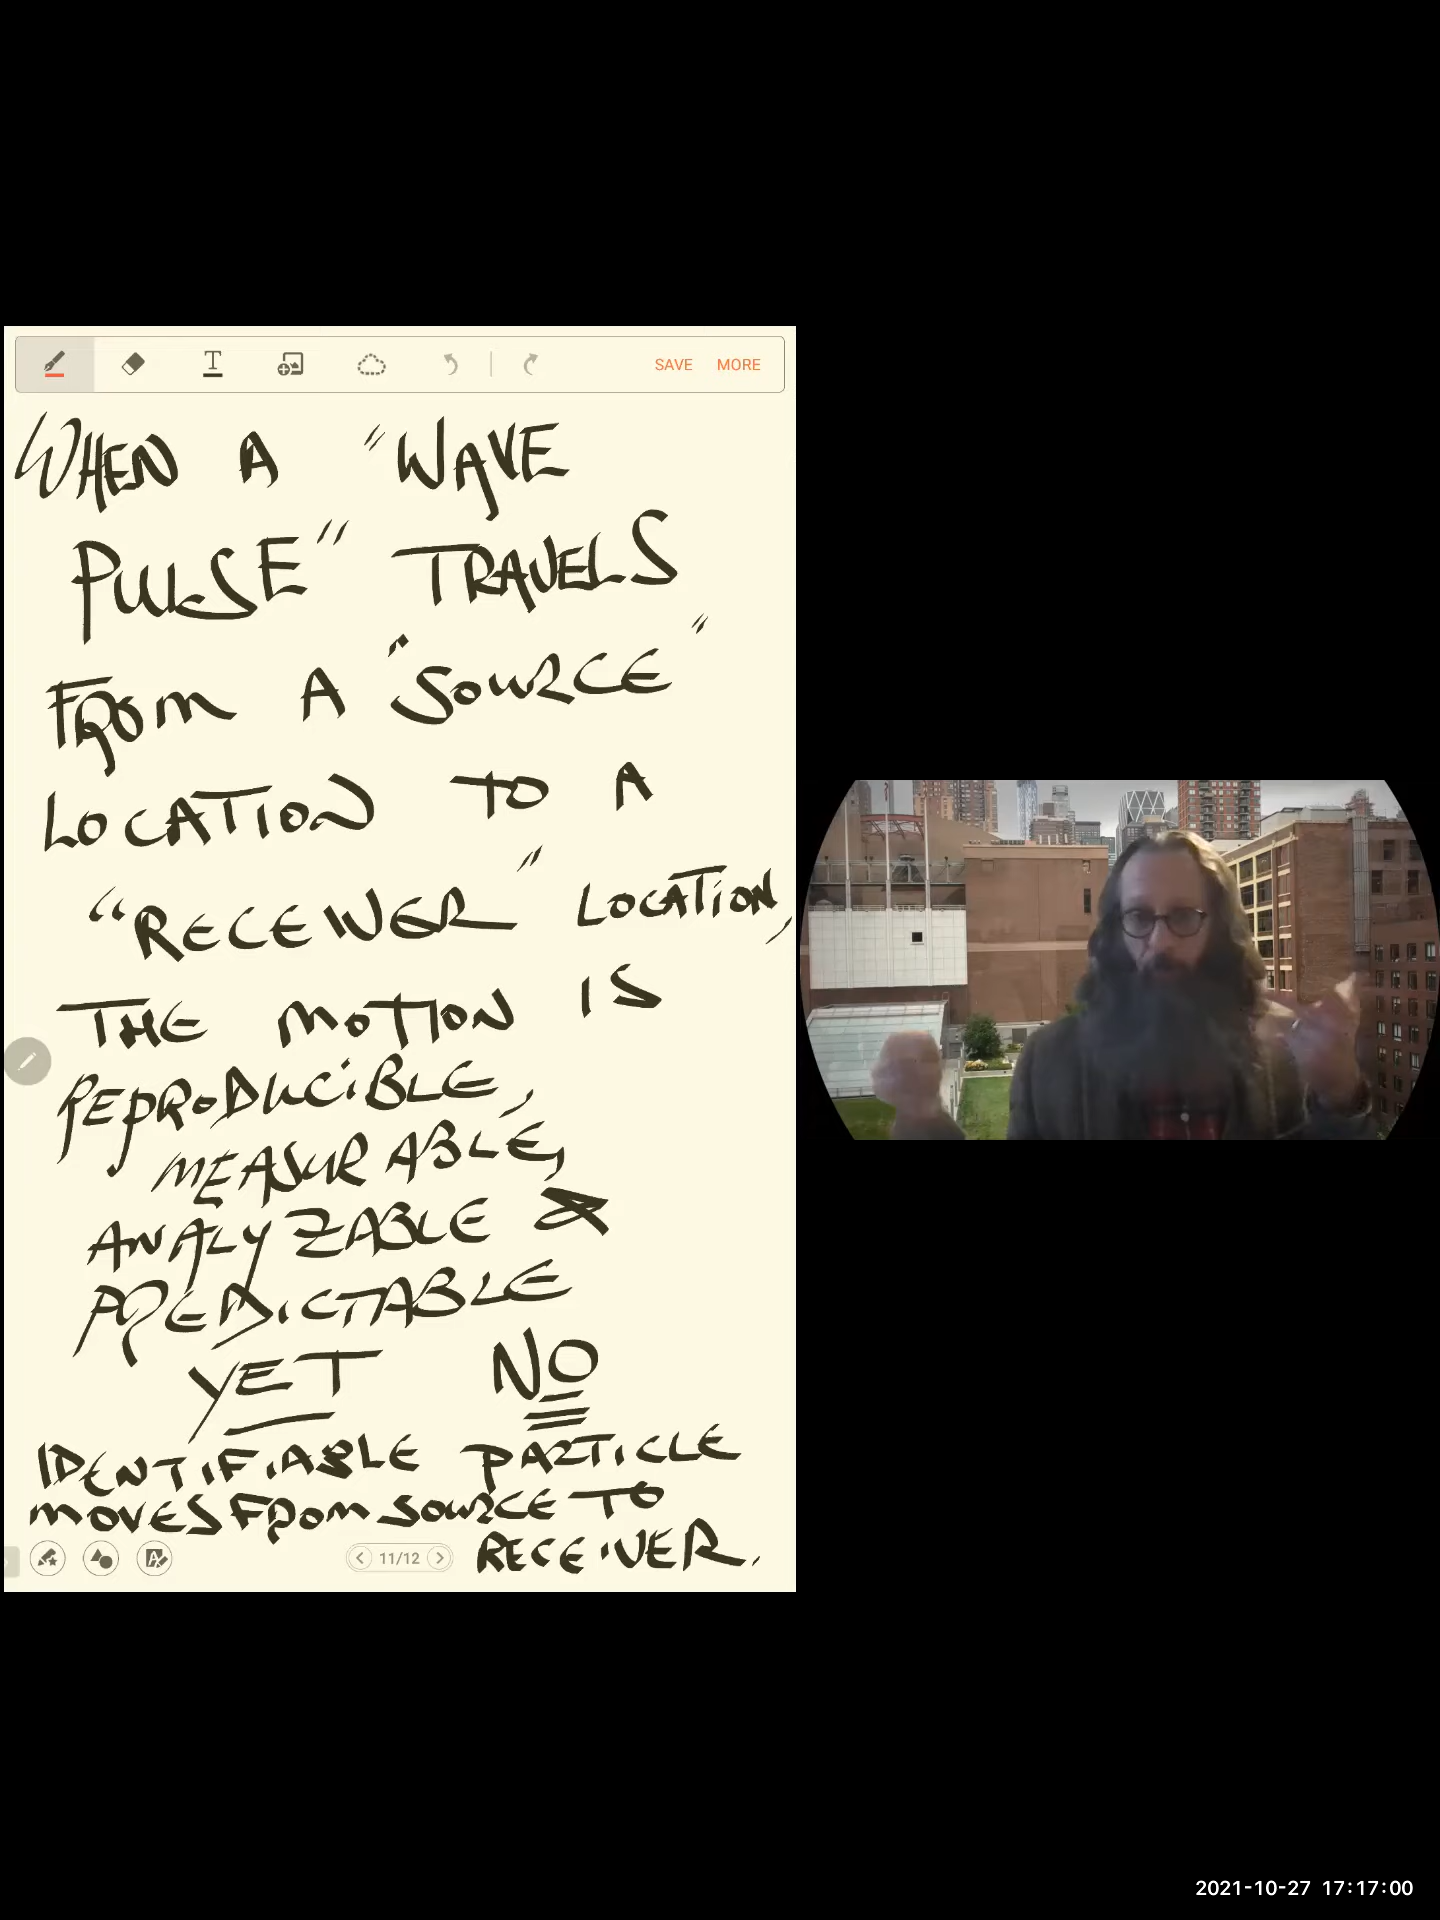 SAVE MORE
WHEN A "WAVE
PULSE" TRAVELS
FROM A "SOURCE"
LOCATION TO A
"RECEIVER" LOCATION,
THE MOTION IS
REPRODUCIBLE,
MEASURABLE,
ANALYZABLE &
PREDICTABLE
YET NO
IDENTIFIABLE PARTICLE
MOVES FROM SOURCE TO
RECEIVER.
11/12
2021-10-27 17:17:00